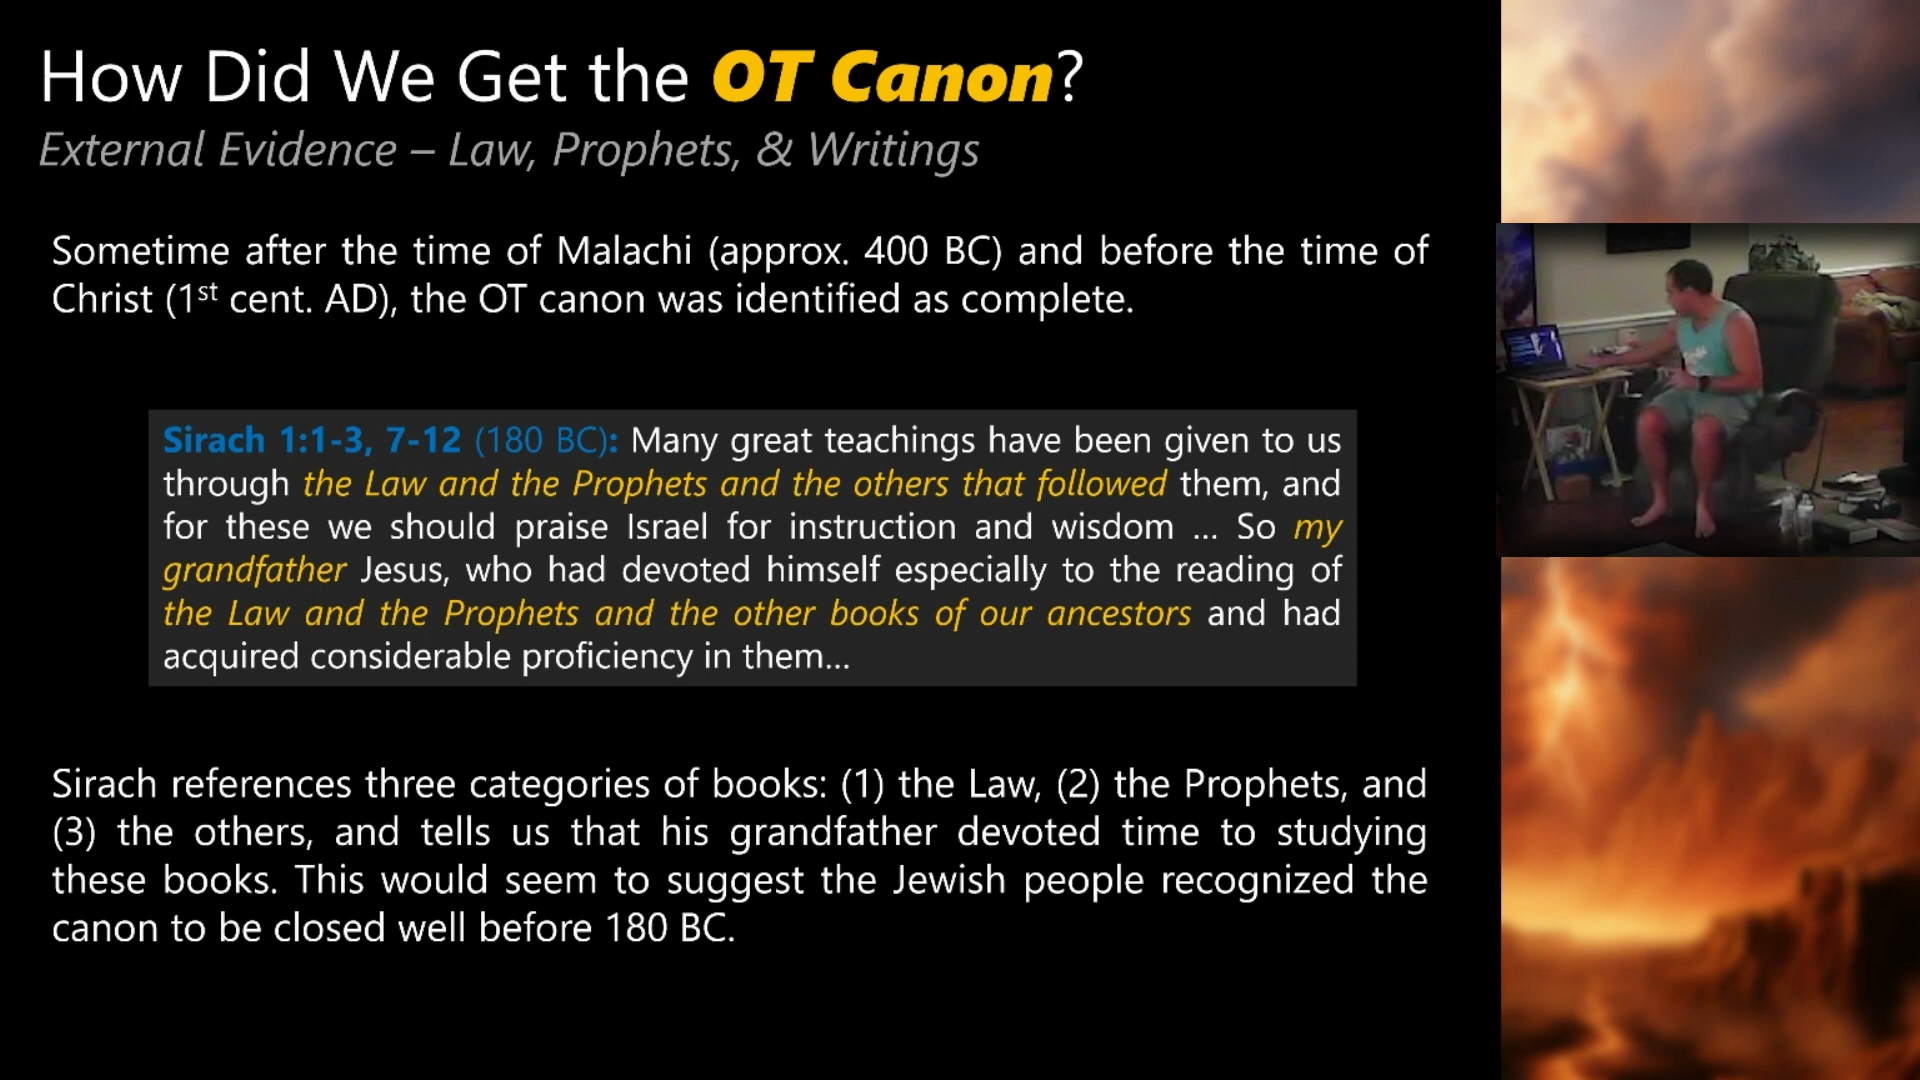 How Did We Get the OT Canon?
External Evidence – Law, Prophets, & Writings
Sometime after the time of Malachi (approx. 400 BC) and before the time of
Christ (1st cent. AD), the OT canon was identified as complete.
Sirach 1:1-3, 7-12 (180 BC): Many great teachings have been given to us
through the Law and the Prophets and the others that followed them, and
for these we should praise Israel for instruction and wisdom ... So my
grandfather Jesus, who had devoted himself especially to the reading of
the Law and the Prophets and the other books of our ancestors and had
acquired considerable proficiency in them...
Sirach references three categories of books: (1) the Law, (2) the Prophets, and
(3) the others, and tells us that his grandfather devoted time to studying
these books. This would seem to suggest the Jewish people recognized the
canon to be closed well before 180 BC.